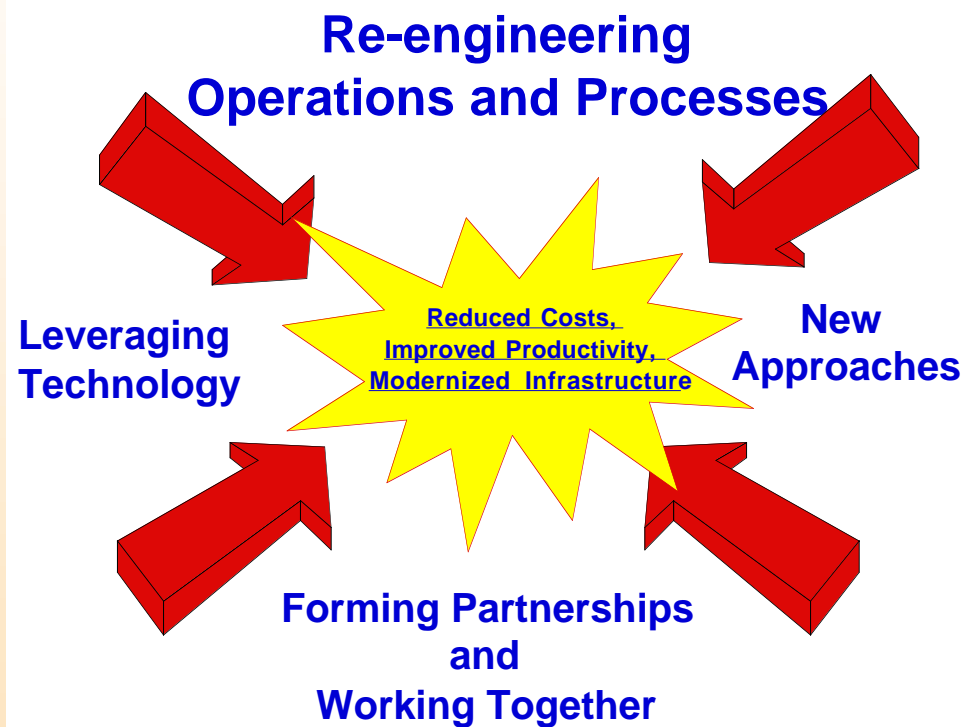 Re-engineering
Operations and Processes
Leveraging
Technology
Reduced Costs,
Improved Productivity,
Modernized Infrastructure
New
Approaches
Forming Partnerships
and
Working Together